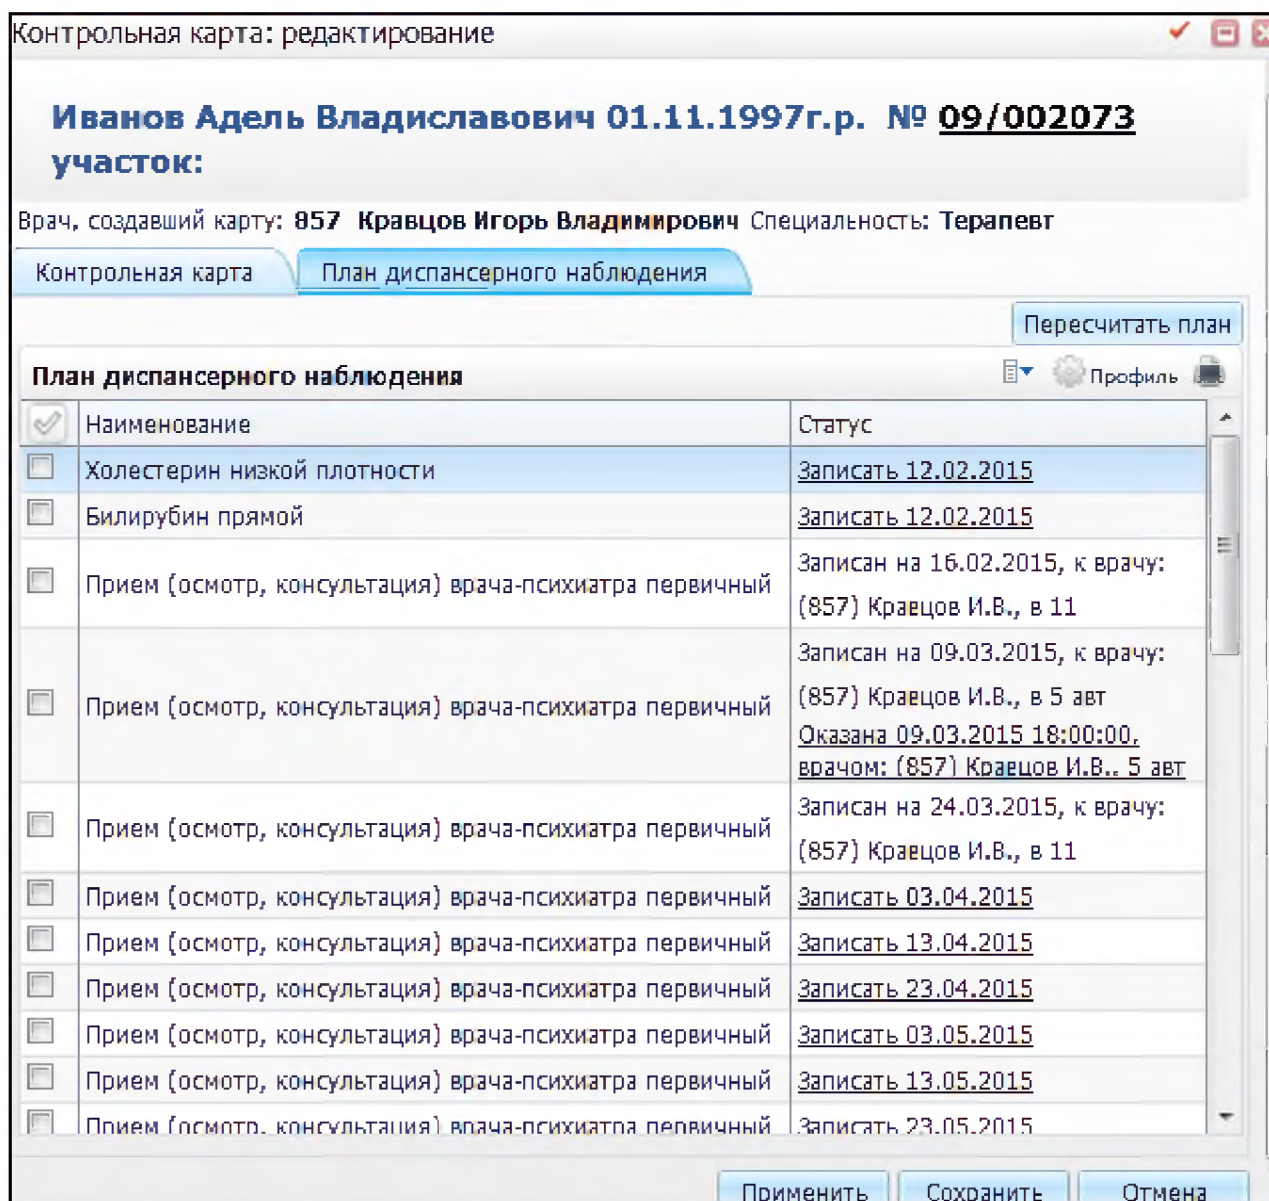 Контрольная карта: редактирование
Иванов Адель Владиславович 01.11.1997г.р. № 09/002073
участок:
Врач, создавший карту: 857 Кравцов Игорь Владимирович Специальность: Терапевт
Контрольная карта План диспансерного наблюдения
Пересчитать план
План диспансерного наблюдения Профиль
Наименование Статус
Холестерин низкой плотности Записать 12.02.2015
Билирубин прямой Записать 12.02.2015
Прием (осмотр, консультация) врача-психиатра первичный Записан на 16.02.2015, к врачу:
(857) Кравцов И.В., в 11
Прием (осмотр, консультация) врача-психиатра первичный Записан на 09.03.2015, к врачу:
(857) Кравцов И.В., в 5 авт
Оказана 09.03.2015 18:00:00,
врачом: (857) Кравцов И.В.. 5 авт
Прием (осмотр, консультация) врача-психиатра первичный Записан на 24.03.2015, к врачу:
(857) Кравцов И.В., в 11
Прием (осмотр, консультация) врача-психиатра первичный Записать 03.04.2015
Прием (осмотр, консультация) врача-психиатра первичный Записать 13.04.2015
Прием (осмотр, консультация) врача-психиатра первичный Записать 23.04.2015
Прием (осмотр, консультация) врача-психиатра первичный Записать 03.05.2015
Прием (осмотр, консультация) врача-психиатра первичный Записать 13.05.2015
Прием (осмотр, консультация) врача-психиатра первичный Записать 23.05.2015
Применить Сохранить Отмена